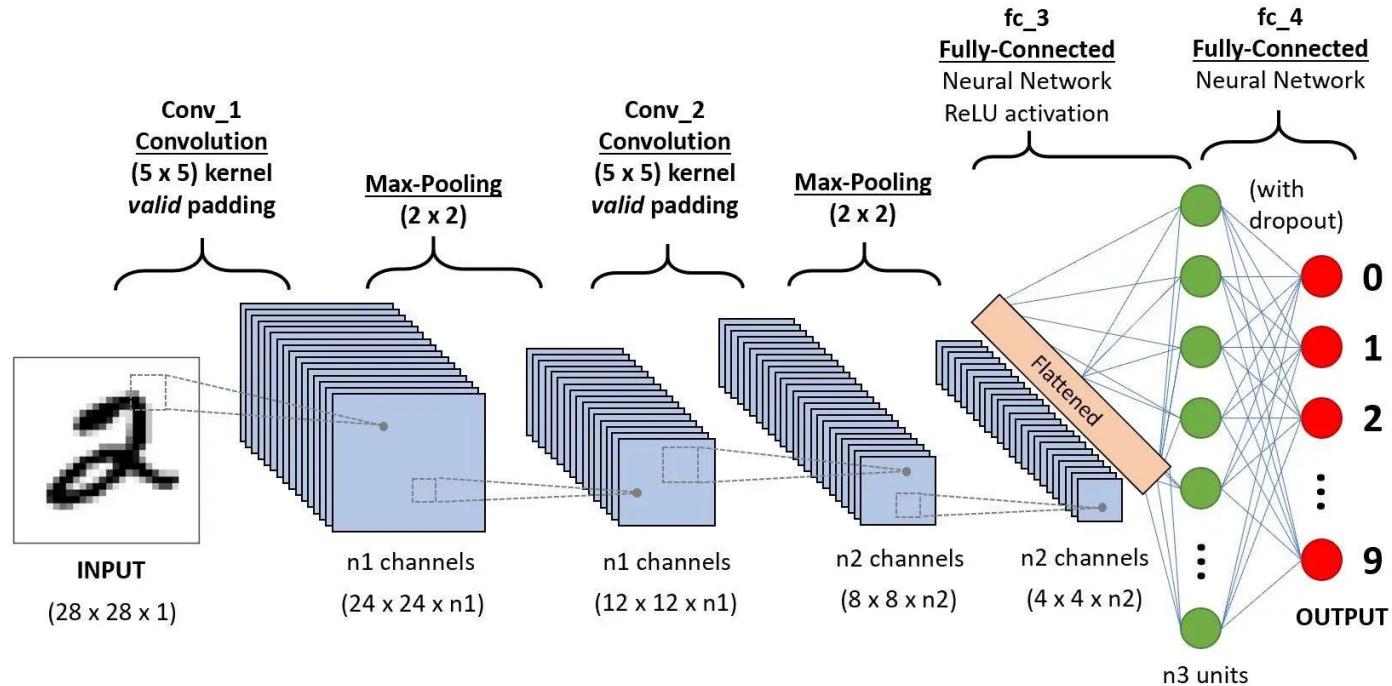 Conv_1
Convolution
(5 x 5) kernel
valid padding
Max-Pooling
(2 x 2)
Conv_2
Convolution
(5 x 5) kernel
valid padding
Max-Pooling
(2 x 2)
fc_3
Fully-Connected
Neural Network
ReLU activation
fc_4
Fully-Connected
Neural Network
(with
dropout)
Flattened
0
1
2
9
OUTPUT
INPUT
(28 x 28 x 1)
n1 channels
(24 x 24 x n1)
n1 channels
(12 x 12 x n1)
n2 channels
(8 x 8 x n2)
n2 channels
(4 x 4 x n2)
n3 units
2